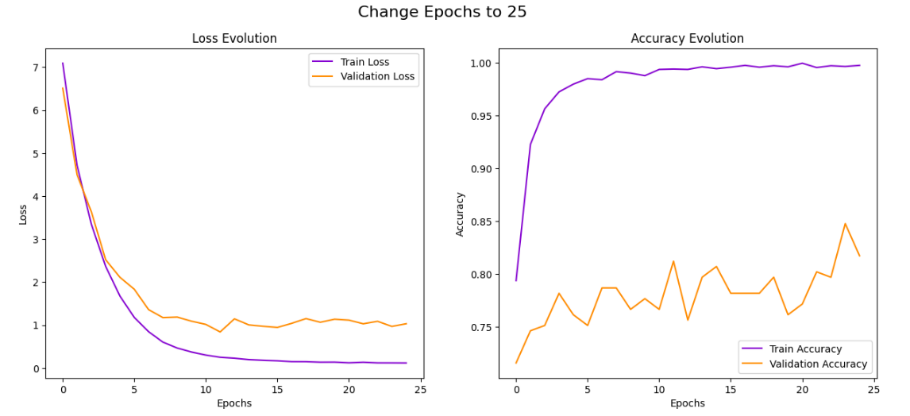 Change Epochs to 25
Loss Evolution
Train Loss
Validation Loss
7
6
5
4
3
2
1
0
Loss
0 5 10 15 20 25
Epochs
Accuracy Evolution
1.00
0.95
0.90
0.85
0.80
0.75
Accuracy
Train Accuracy
Validation Accuracy
0 5 10 15 20 25
Epochs